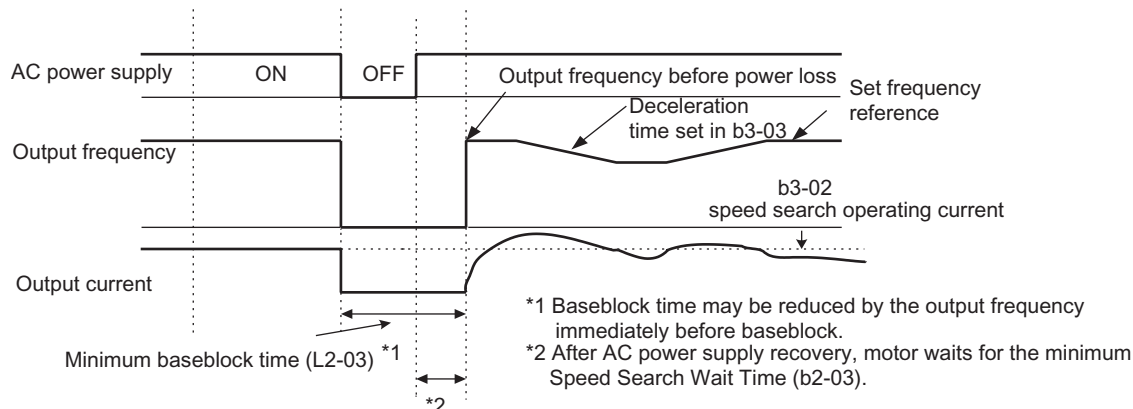 AC power supply
ON
OFF
Output frequency before power loss
Deceleration
time set in b3-03
Set frequency
reference
Output frequency
b3-02
speed search operating current
Output current
*1 Baseblock time may be reduced by the output frequency
immediately before baseblock.
Minimum baseblock time (L2-03) *1
*2 After AC power supply recovery, motor waits for the minimum
Speed Search Wait Time (b2-03).
*2